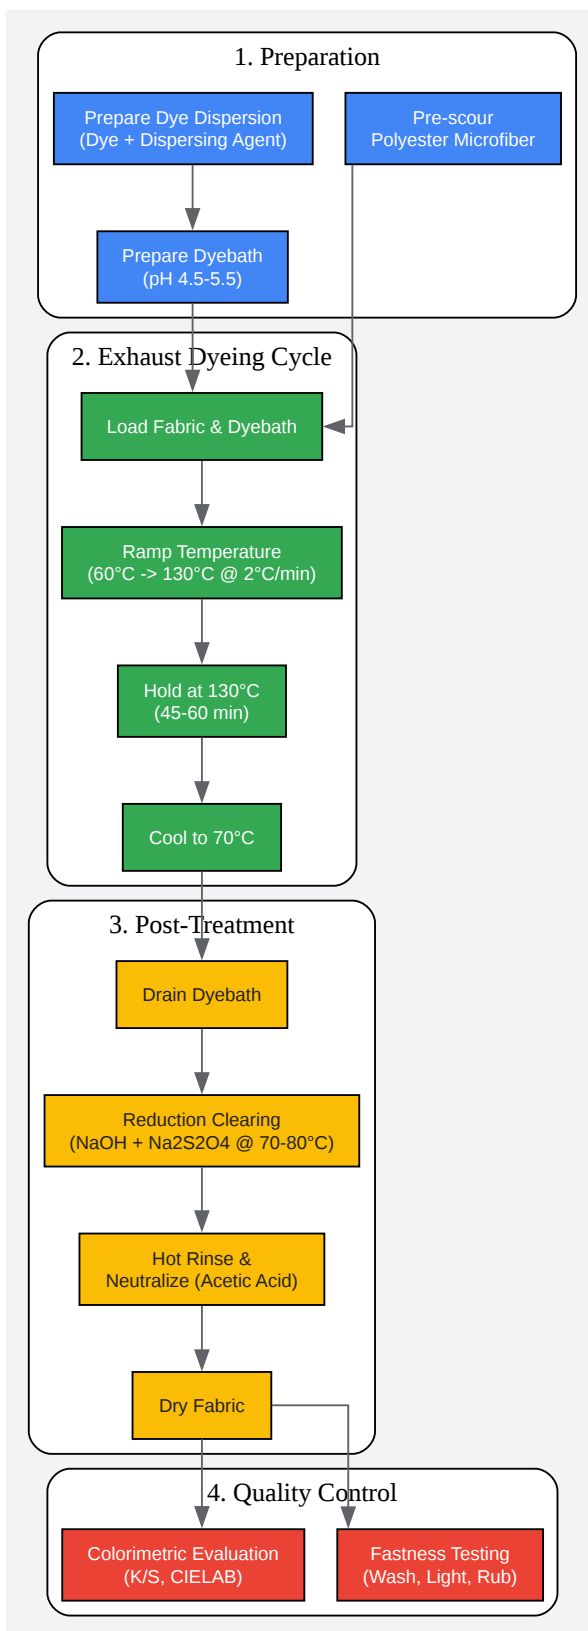 1. Preparation
Prepare Dye Dispersion
(Dye + Dispersing Agent)
Pre-scour
Polyester Microfiber
Prepare Dyebath
(pH 4.5-5.5)
2. Exhaust Dyeing Cycle
Load Fabric & Dyebath
Ramp Temperature
(60°C -> 130°C @ 2°C/min)
Hold at 130°C
(45-60 min)
Cool to 70°C
3. Post-Treatment
Drain Dyebath
Reduction Clearing
(NaOH + Na2S2O4 @ 70-80°C)
Hot Rinse &
Neutralize (Acetic Acid)
Dry Fabric
4. Quality Control
Colorimetric Evaluation
(K/S, CIELAB)
Fastness Testing
(Wash, Light, Rub)